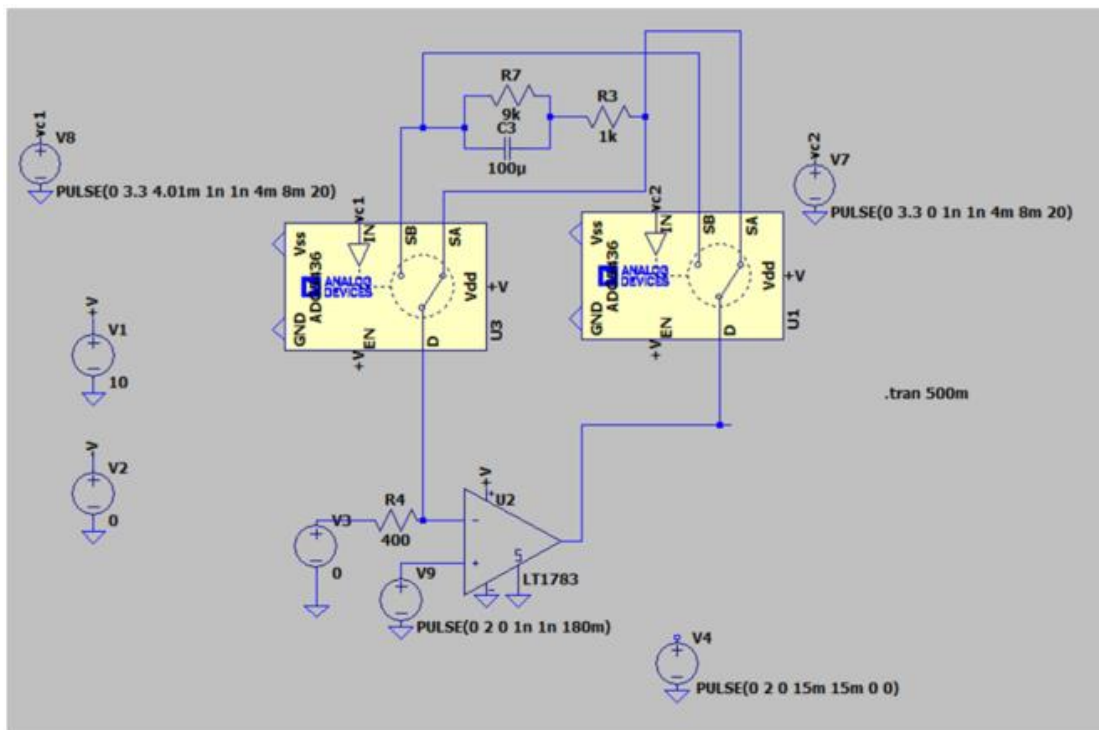 R7
9k
C3
100µ
R3
1k
vc1
V8
PULSE(0 3.3 4.01m 1n 1n 4m 8m 20)
vc2
V7
PULSE(0 3.3 0 1n 1n 4m 8m 20)
vc1
IN
SB
SA
Vss
ANALOG
DEVICES
Vdd
+V
GND
EN
+V
D
U3
vc2
IN
SB
SA
Vss
ANALOG
DEVICES
Vdd
+V
GND
EN
+V
D
U1
+V
V1
10
-V
V2
0
.tran 500m
V3
0
R4
400
+V
U2
LT1783
V9
PULSE(0 2 0 1n 1n 180m)
V4
PULSE(0 2 0 15m 15m 0 0)